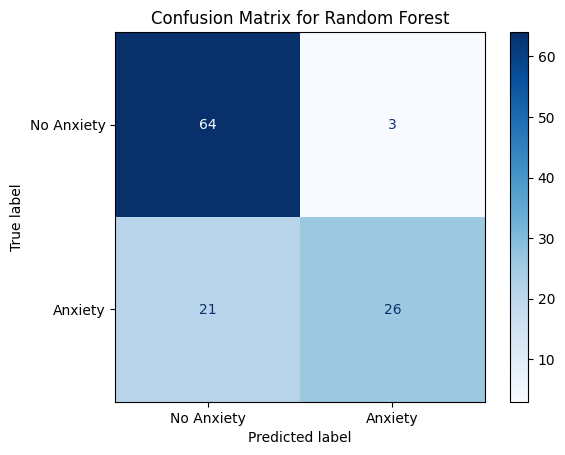 Confusion Matrix for Random Forest
No Anxiety
64
3
Anxiety
21
26
True label
No Anxiety
Anxiety
Predicted label
60
50
40
30
20
10